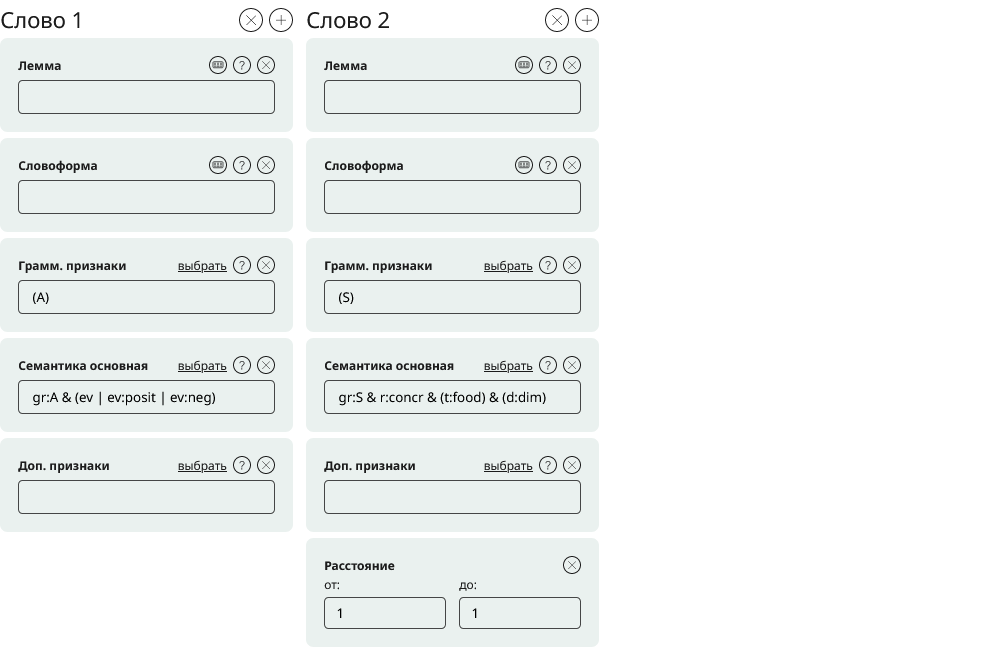 Слово 1
Лемма
?
Словоформа
?
Грамм. признаки выбрать ?
(A)
Семантика основная выбрать ?
gr:A & (ev | ev:posit | ev:neg)
Доп. признаки выбрать ?
Слово 2
Лемма
?
Словоформа
?
Грамм. признаки выбрать ?
(S)
Семантика основная выбрать ?
gr:S & r:concr & (t:food) & (d:dim)
Доп. признаки выбрать ?
Расстояние
от: до:
1 1